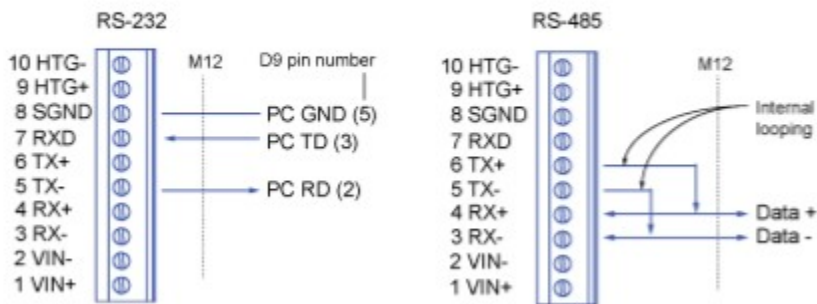 RS-232
M12
D9 pin number
10 HTG-
9 HTG+
8 SGND
7 RXD
6 TX+
5 TX-
4 RX+
3 RX-
2 VIN-
1 VIN+
PC GND (5)
PC TD (3)
PC RD (2)
RS-485
M12
10 HTG-
9 HTG+
8 SGND
7 RXD
6 TX+
5 TX-
4 RX+
3 RX-
2 VIN-
1 VIN+
Internal
looping
Data +
Data -